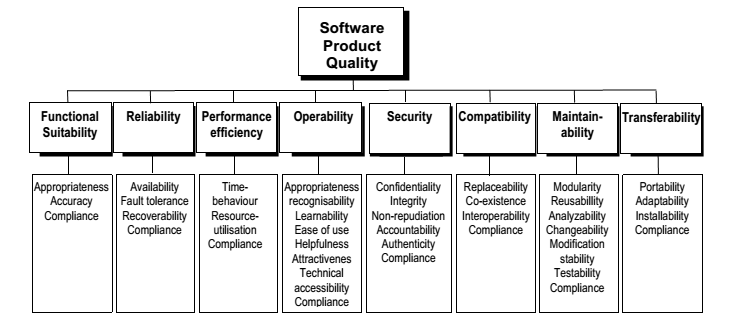 Software
Product
Quality
Functional
Suitability
Reliability
Performance
efficiency
Operability
Security
Compatibility
Maintain-
ability
Transferability
Appropriateness
Accuracy
Compliance
Availability
Fault tolerance
Recoverability
Compliance
Time-
behaviour
Resource-
utilisation
Compliance
Appropriateness
recognisability
Learnability
Ease of use
Helpfulness
Attractivenes
Technical
accessibility
Compliance
Confidentiality
Integrity
Non-repudiation
Accountability
Authenticity
Compliance
Replaceability
Co-existence
Interoperability
Compliance
Modularity
Reusabillity
Analyzability
Changeability
Modification
stability
Testability
Compliance
Portability
Adaptability
Installability
Compliance